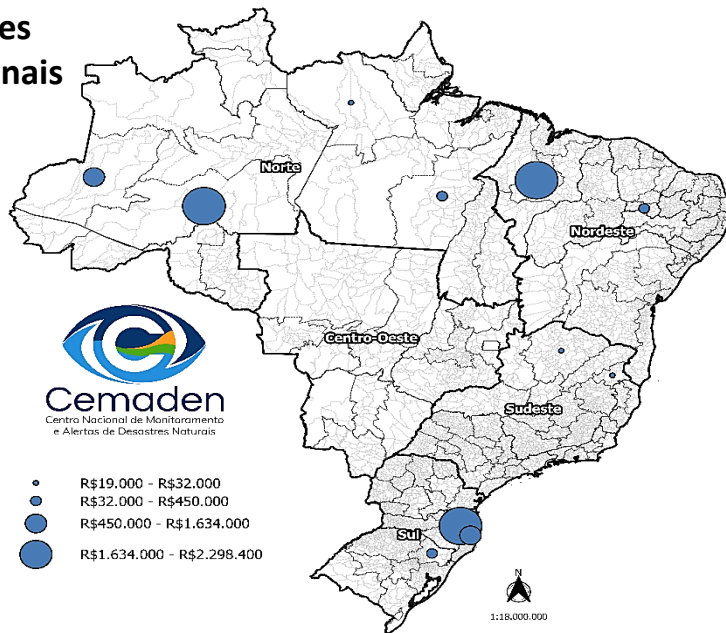 es
nais
Norte
Nordeste
Centro-Oeste
Sudeste
Sul
Cemaden
Centro Nacional de Monitoramento
e Alertas de Desastres Naturais
R$19.000 - R$32.000
R$32.000 - R$450.000
R$450.000 - R$1.634.000
R$1.634.000 - R$2.298.400
N
1:18.000.000